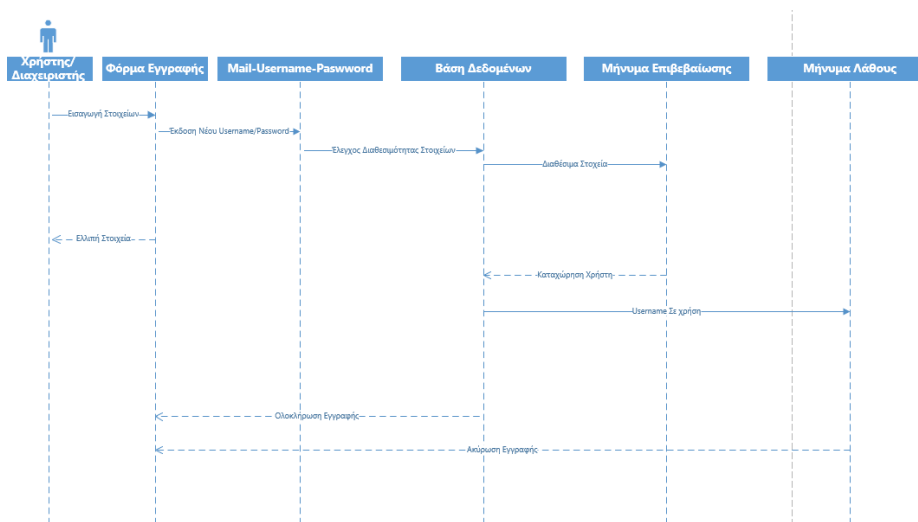 Χρήστης/
Διαχειριστής
Φόρμα Εγγραφής
Mail-Username-Paswword
Βάση Δεδομένων
Μήνυμα Επιβεβαίωσης
Μήνυμα Λάθους
Εισαγωγή Στοιχείων
Έκδοση Νέου Username/Password
Έλεγχος Διαθεσιμότητας Στοιχείων
Διαθέσιμα Στοχεία
Ελλιπή Στοιχεία
Καταχώρηση Χρήστη
Username Σε χρήση
Ολοκλήρωση Εγγραφής
Ακύρωση Εγγραφής